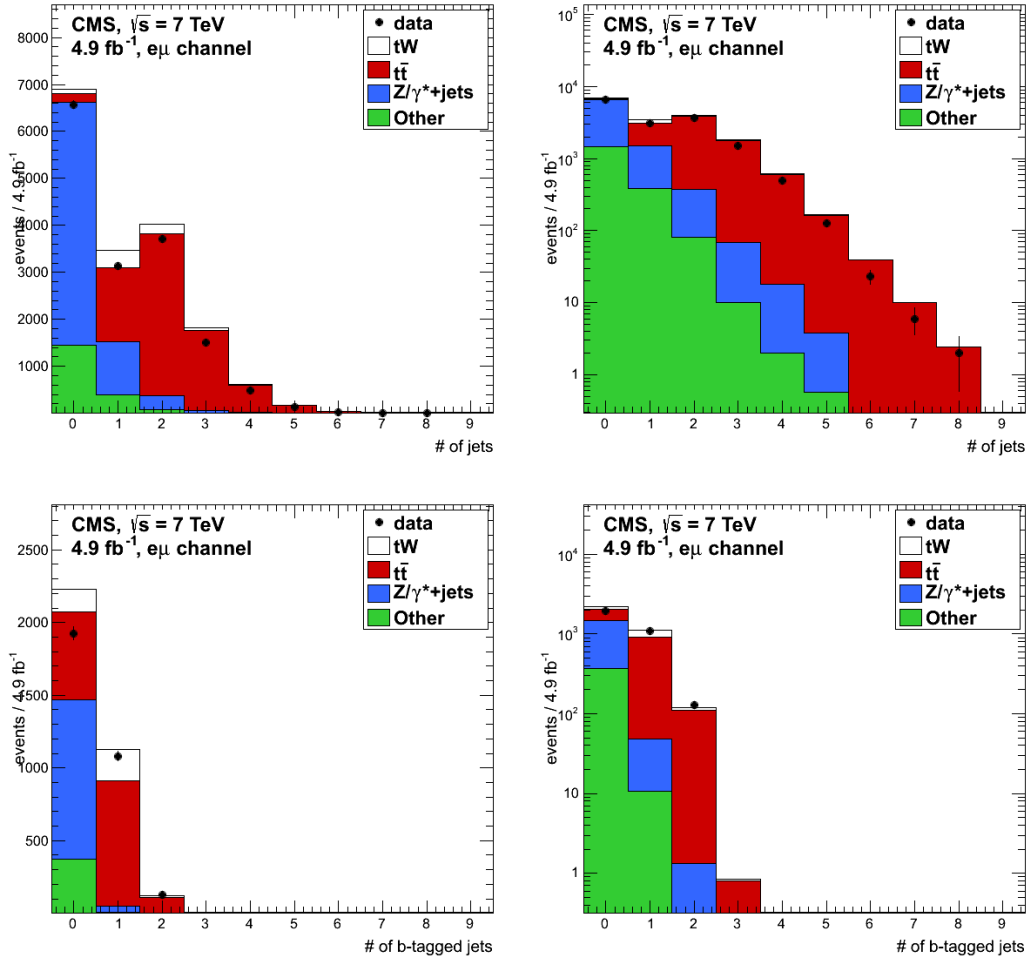 CMS, √s = 7 TeV
4.9 fb⁻¹, eμ channel
data
tW
tt̄
Z/γ*+jets
Other
8000
7000
6000
5000
4000
3000
2000
1000
events / 4.9 fb⁻¹
0 1 2 3 4 5 6 7 8 9
# of jets
CMS, √s = 7 TeV
4.9 fb⁻¹, eμ channel
data
tW
tt̄
Z/γ*+jets
Other
10⁵
10⁴
10³
10²
10
1
events / 4.9 fb⁻¹
0 1 2 3 4 5 6 7 8 9
# of jets
CMS, √s = 7 TeV
4.9 fb⁻¹, eμ channel
data
tW
tt̄
Z/γ*+jets
Other
2500
2000
1500
1000
500
events / 4.9 fb⁻¹
0 1 2 3 4 5 6 7 8 9
# of b-tagged jets
CMS, √s = 7 TeV
4.9 fb⁻¹, eμ channel
data
tW
tt̄
Z/γ*+jets
Other
10⁴
10³
10²
10
1
events / 4.9 fb⁻¹
0 1 2 3 4 5 6 7 8 9
# of b-tagged jets